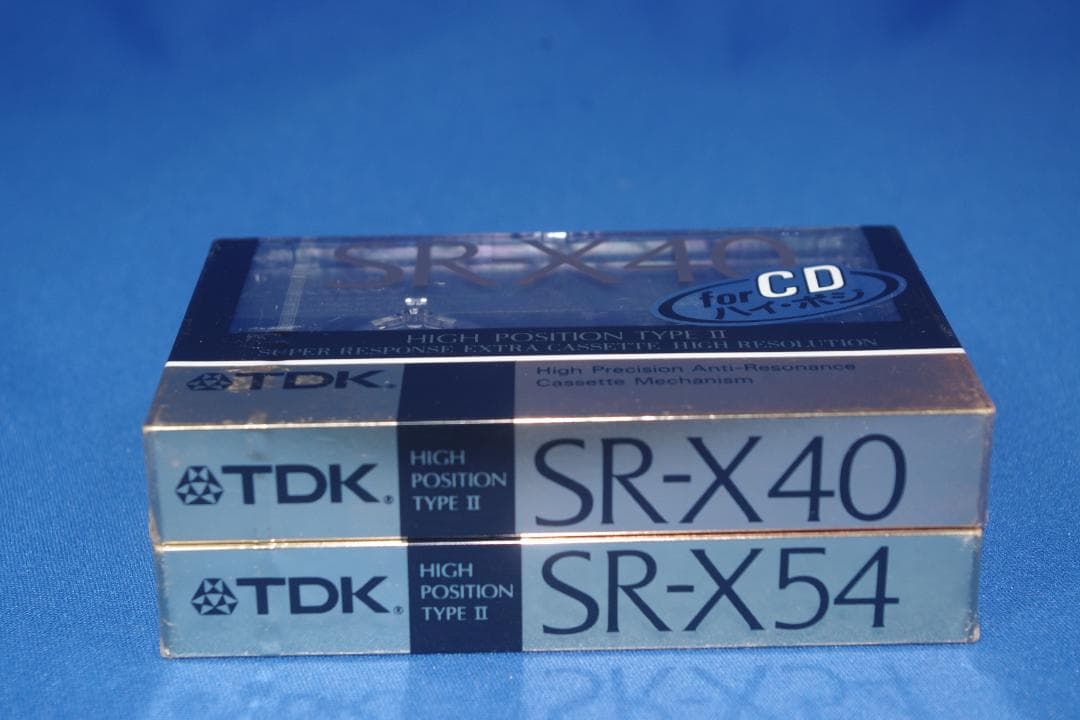 SR-X40
for CD
ハイ・ポジ
HIGH POSITION TYPE II
SUPER RESPONSE EXTRA CASSETTE HIGH RESOLUTION
TDK®
High Precision Anti-Resonance
Cassette Mechanism
TDK®
HIGH
POSITION
TYPE II
SR-X40
TDK®
HIGH
POSITION
TYPE II
SR-X54